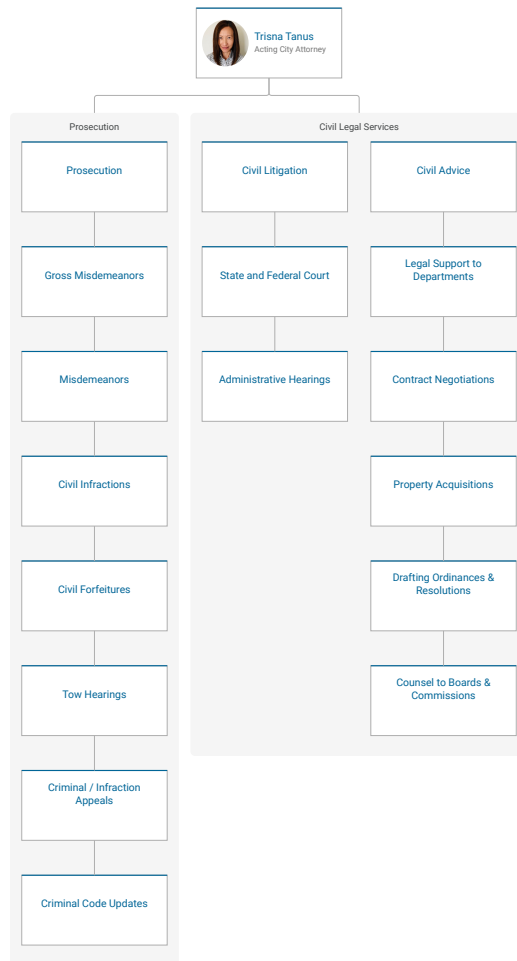 Trisna Tanus
Acting City Attorney
Prosecution
Prosecution
Gross Misdemeanors
Misdemeanors
Civil Infractions
Civil Forfeitures
Tow Hearings
Criminal / Infraction
Appeals
Criminal Code Updates
Civil Legal Services
Civil Litigation
State and Federal Court
Administrative Hearings
Civil Advice
Legal Support to
Departments
Contract Negotiations
Property Acquisitions
Drafting Ordinances &
Resolutions
Counsel to Boards &
Commissions